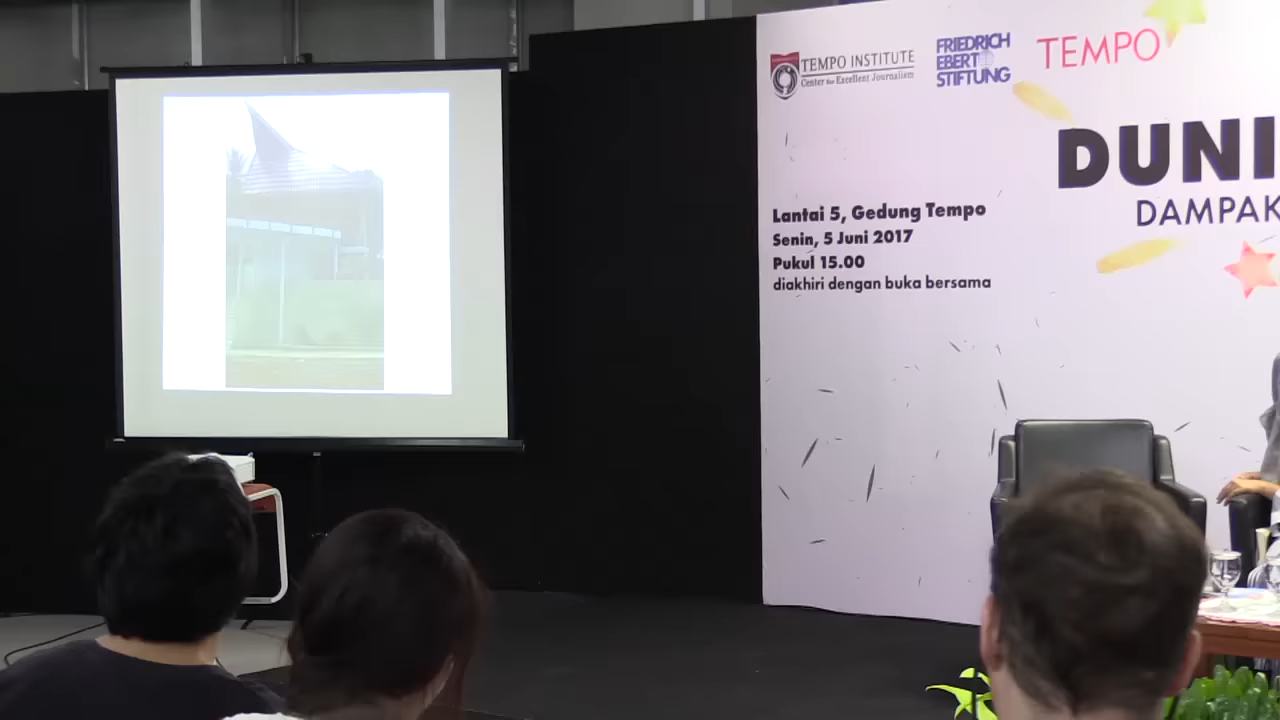 TEMPO INSTITUTE
Center for Excellent Journalism
FRIEDRICH
EBERT
STIFTUNG
TEMPO
DUNI
DAMPAK
Lantai 5, Gedung Tempo
Senin, 5 Juni 2017
Pukul 15.00
diakhiri dengan buka bersama